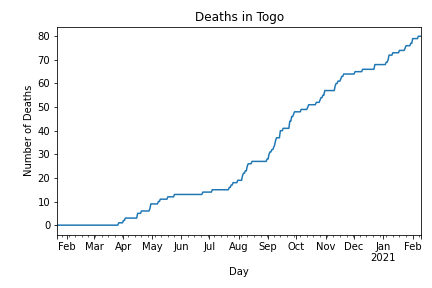 Deaths in Togo
80
70
60
50
40
30
20
10
0
Number of Deaths
Feb Mar Apr May Jun Jul Aug Sep Oct Nov Dec Jan Feb
2021
Day